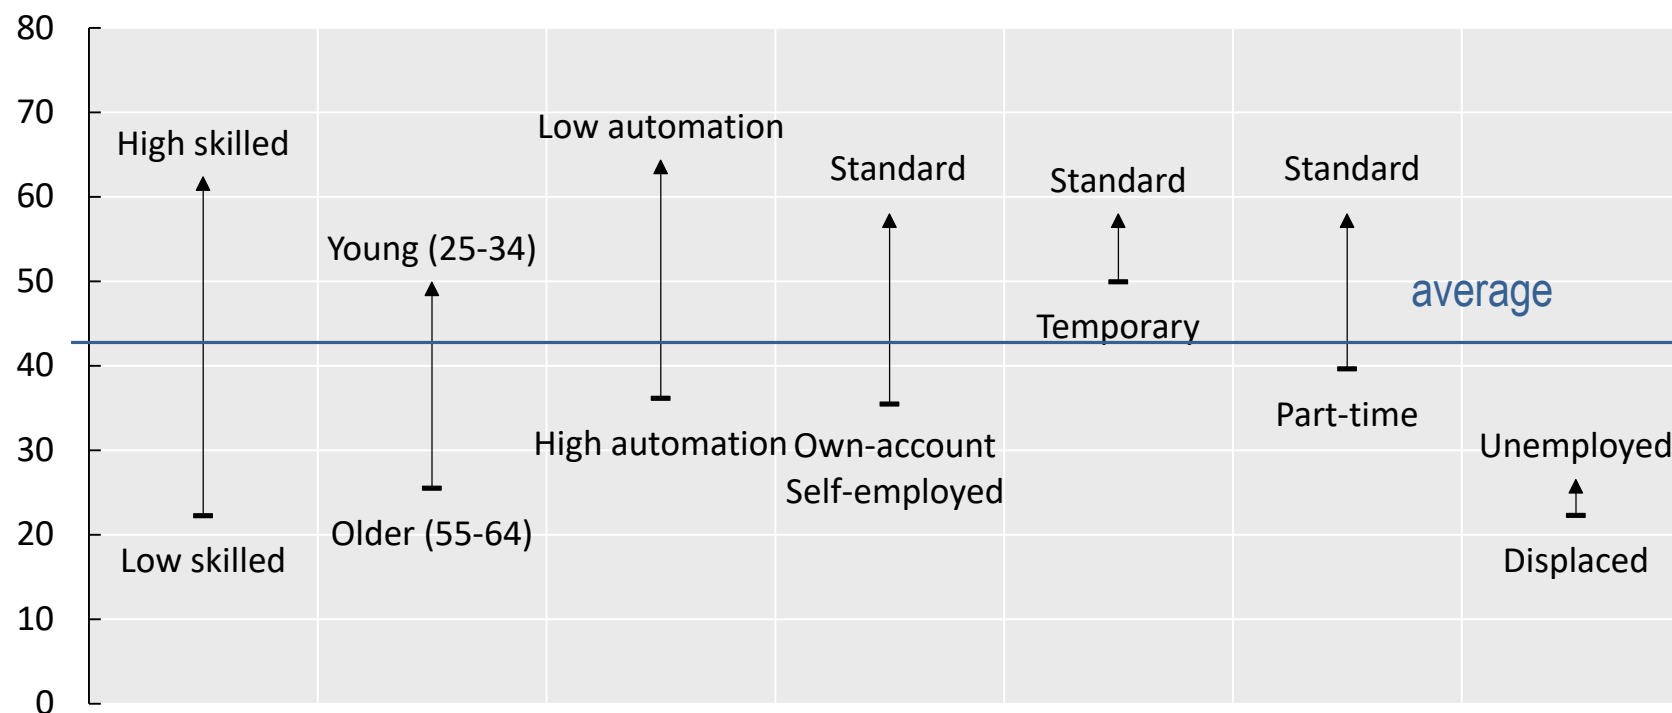 80
70
60
50
40
30
20
10
0
High skilled
Low skilled
Young (25-34)
Older (55-64)
Low automation
High automation
Standard
Own-account
Self-employed
Standard
Temporary
Standard
Part-time
average
Unemployed
Displaced